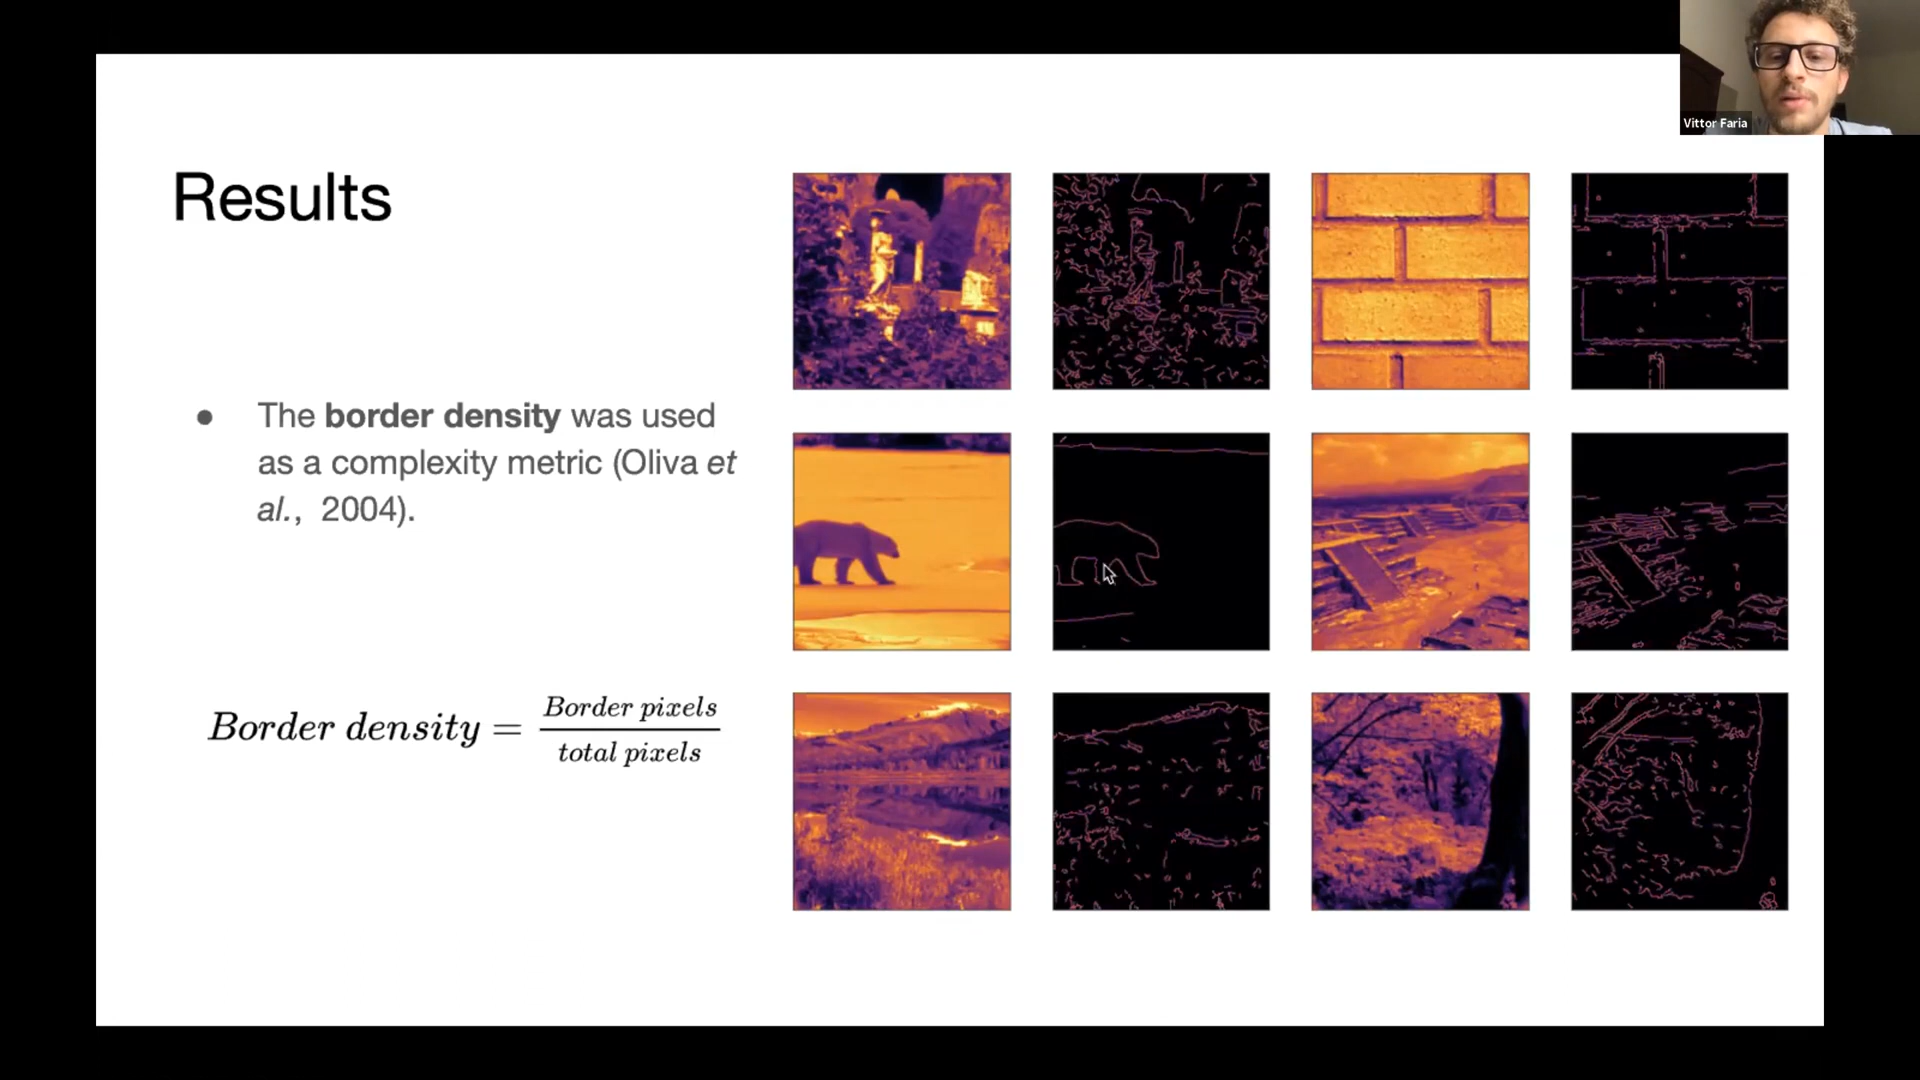 Vittor Faria
Results
● The border density was used
as a complexity metric (Oliva et
al., 2004).
Border density = Border pixels / total pixels